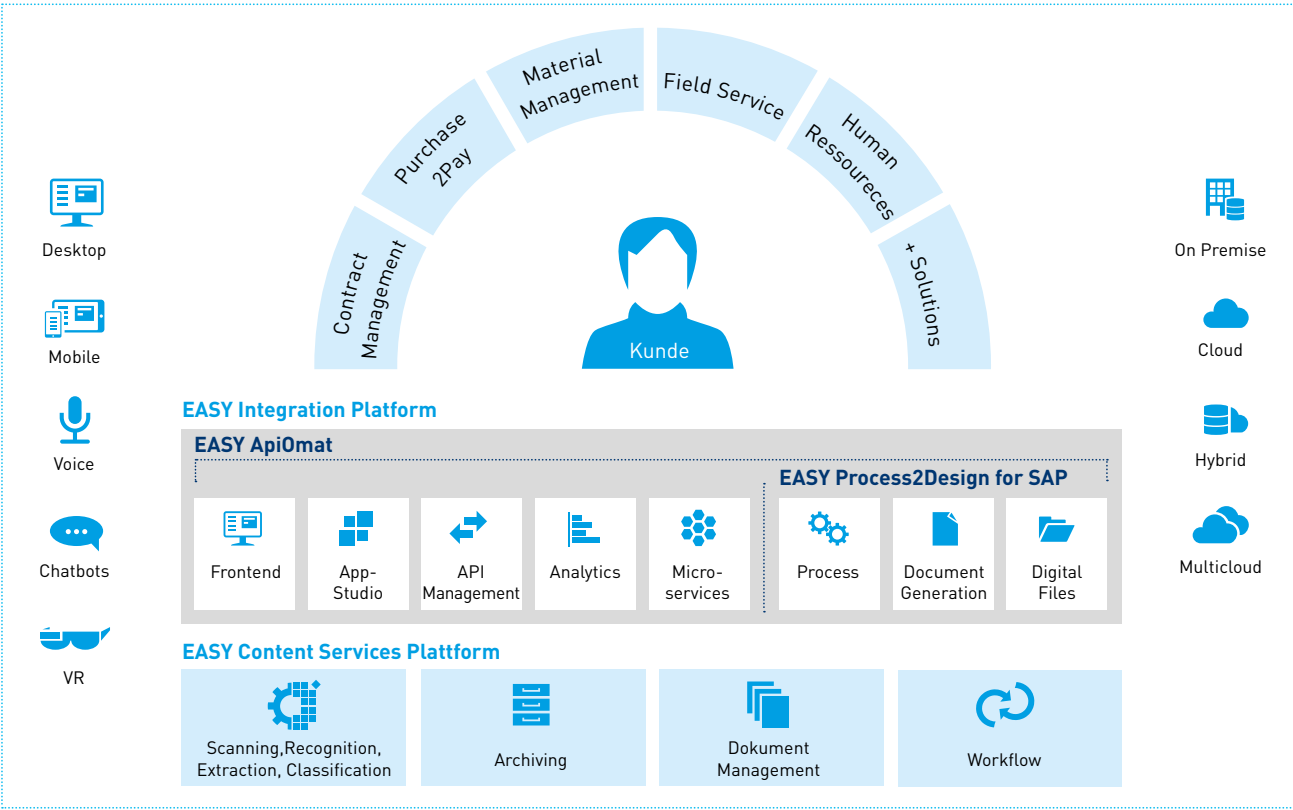 Contract
Management
Purchase
2Pay
Material
Management
Field Service
Human
Ressoureces
+ Solutions
Kunde
Desktop
Mobile
Voice
Chatbots
VR
On Premise
Cloud
Hybrid
Multicloud
EASY Integration Platform
EASY ApiOmat
EASY Process2Design for SAP
Frontend
App-
Studio
API
Management
Analytics
Micro-
services
Process
Document
Generation
Digital
Files
EASY Content Services Plattform
Scanning,Recognition,
Extraction, Classification
Archiving
Dokument
Management
Workflow